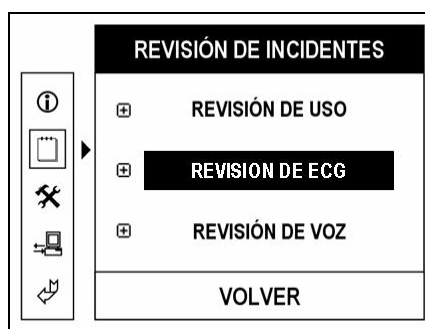 REVISIÓN DE INCIDENTES
REVISIÓN DE USO
REVISION DE ECG
REVISIÓN DE VOZ
VOLVER